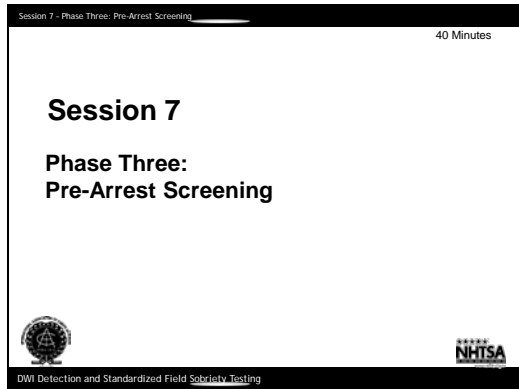 Session 7 - Phase Three: Pre-Arrest Screening
40 Minutes
Session 7
Phase Three:
Pre-Arrest Screening
NHTSA
DWI Detection and Standardized Field Sobriety Testing